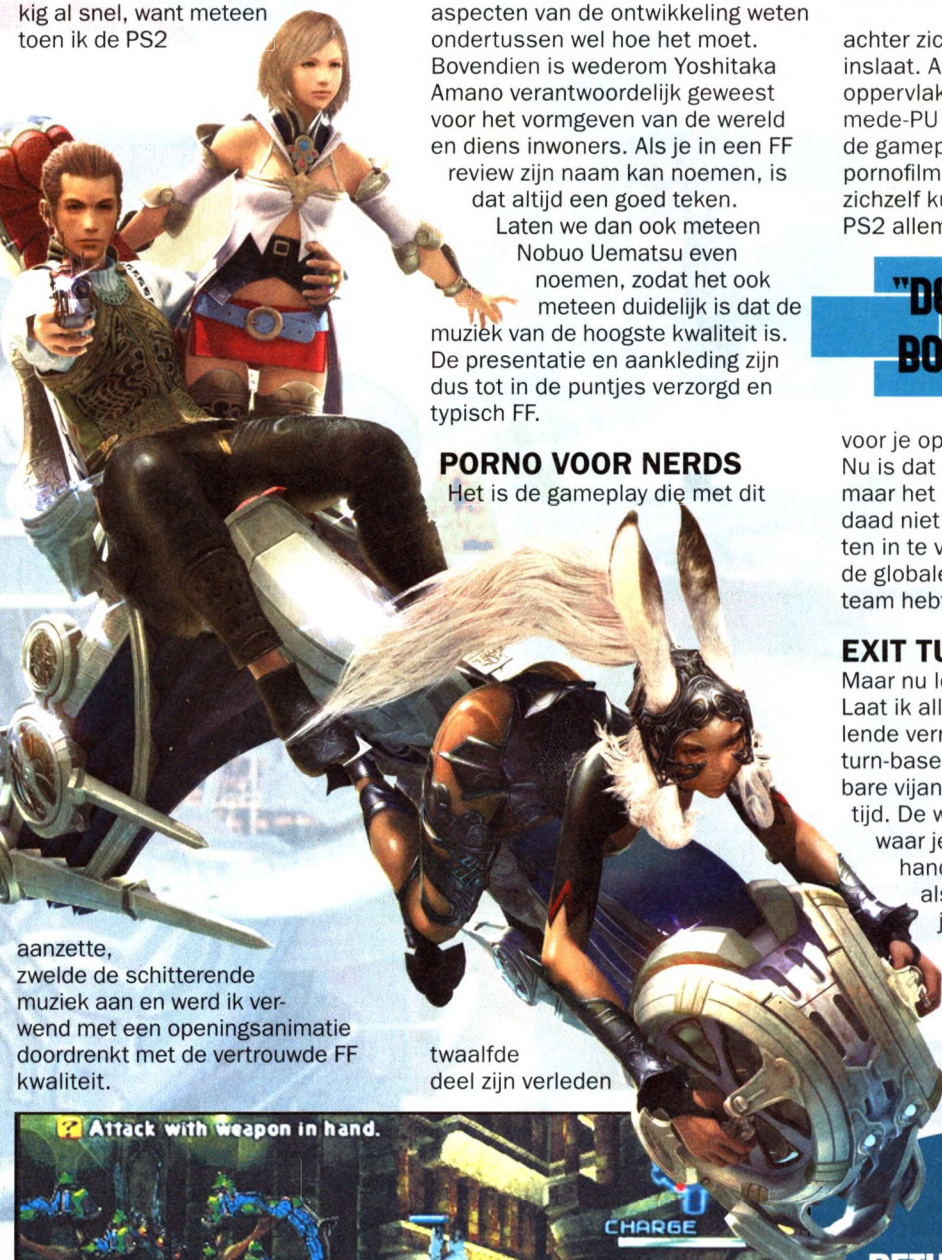 kig al snel, want meteen
toen ik de PS2
aanzette,
zwelde de schitterende
muziek aan en werd ik ver-
wend met een openingsanimatie
doordrenkt met de vertrouwde FF
kwaliteit.
aspecten van de ontwikkeling weten
ondertussen wel hoe het moet.
Bovendien is wederom Yoshitaka
Amano verantwoordelijk geweest
voor het vormgeven van de wereld
en diens inwoners. Als je in een FF
review zijn naam kan noemen, is
dat altijd een goed teken.
Laten we dan ook meteen
Nobuo Uematsu even
noemen, zodat het ook
meteen duidelijk is dat de
muziek van de hoogste kwaliteit is.
De presentatie en aankleding zijn
dus tot in de puntjes verzorgd en
typisch FF.
PORNO VOOR NERDS
Het is de gameplay die met dit
twaalfde
deel zijn verleden
achter zic
inslaat. A
oppervlak
mede-PU
de gamep
pornofilm
zichzelf ku
PS2 allem
"DO
BO
voor je op
Nu is dat
maar het
daad niet
ten in te v
de globale
team heb
EXIT TU
Maar nu l
Laat ik all
lende verr
turn-base
bare vijan
tijd. De w
waar je
hand
als
j
? Attack with weapon in hand.
CHARGE